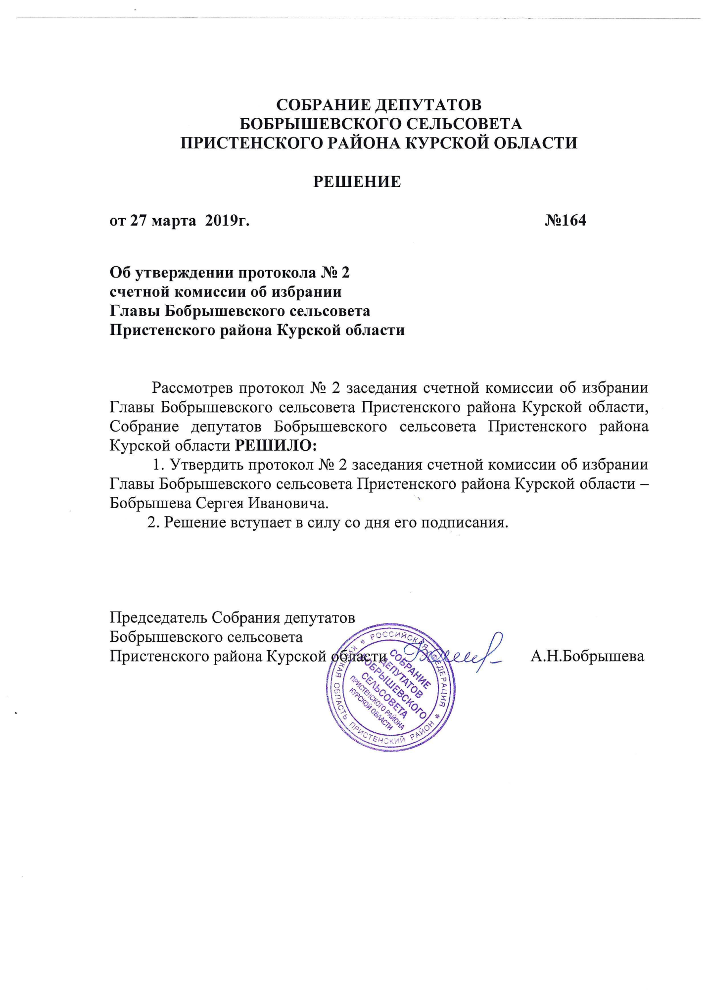 СОБРАНИЕ ДЕПУТАТОВ
БОБРЫШЕВСКОГО СЕЛЬСОВЕТА
ПРИСТЕНСКОГО РАЙОНА КУРСКОЙ ОБЛАСТИ
РЕШЕНИЕ
от 27 марта 2019г. №164
Об утверждении протокола № 2
счетной комиссии об избрании
Главы Бобрышевского сельсовета
Пристенского района Курской области
Рассмотрев протокол № 2 заседания счетной комиссии об избрании
Главы Бобрышевского сельсовета Пристенского района Курской области,
Собрание депутатов Бобрышевского сельсовета Пристенского района
Курской области РЕШИЛО:
1. Утвердить протокол № 2 заседания счетной комиссии об избрании
Главы Бобрышевского сельсовета Пристенского района Курской области –
Бобрышева Сергея Ивановича.
2. Решение вступает в силу со дня его подписания.
Председатель Собрания депутатов
Бобрышевского сельсовета
Пристенского района Курской области А.Н.Бобрышева
РОССИЙСКАЯ ФЕДЕРАЦИЯ * КУРСКАЯ ОБЛАСТЬ ПРИСТЕНСКИЙ РАЙОН *
СОБРАНИЕ
ДЕПУТАТОВ
БОБРЫШЕВСКОГО
СЕЛЬСОВЕТА
ПРИСТЕНСКОГО РАЙОНА
КУРСКОЙ ОБЛАСТИ